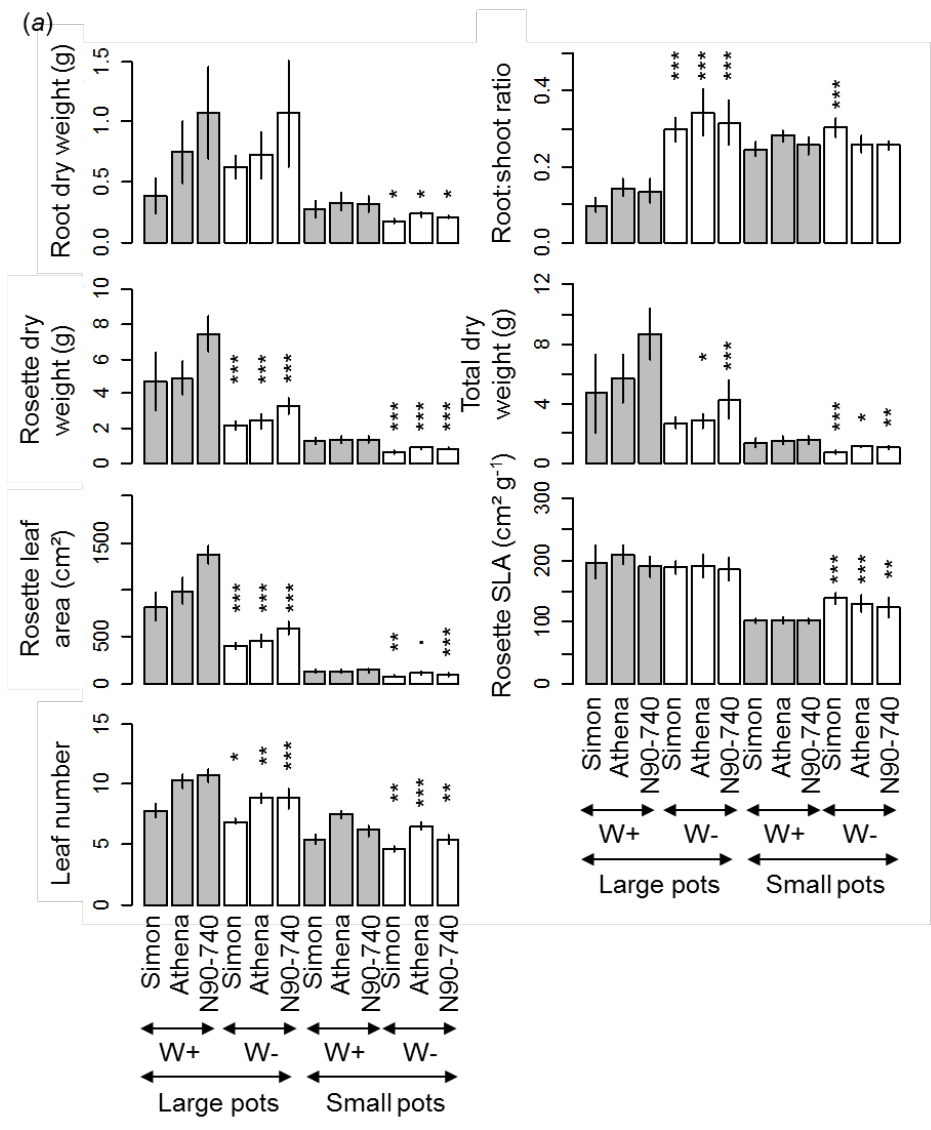 (a)
Root dry weight (g)
0.0 0.5 1.0 1.5
* * *
Root:shoot ratio
0.0 0.2 0.4
*** *** *** ***
Rosette dry
weight (g)
0 2 4 6 8 10
*** *** *** *** *** ***
Total dry
weight (g)
0 4 8 12
* *** *** * **
Rosette leaf
area (cm²)
0 500 1500
*** *** *** ** . ***
Rosette SLA (cm² g⁻¹)
0 100 200 300
*** *** **
Leaf number
0 5 10 15
* ** *** ** *** **
Simon Athena N90-740 Simon Athena N90-740 Simon Athena N90-740 Simon Athena N90-740
W+ W- W+ W-
Large pots Small pots
Simon Athena N90-740 Simon Athena N90-740 Simon Athena N90-740 Simon Athena N90-740
W+ W- W+ W-
Large pots Small pots